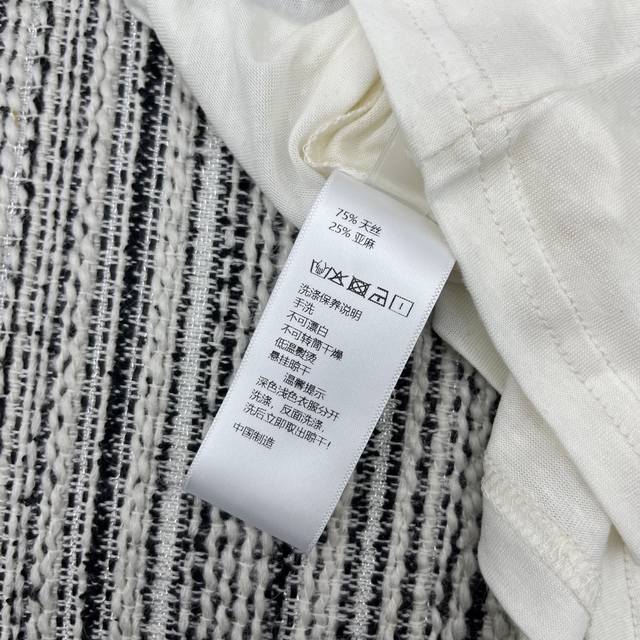 75% 天丝
25% 亚麻
洗涤保养说明
手洗
不可漂白
不可转筒干燥
低温熨烫
悬挂晾干
温馨提示
深色浅色衣服分开
洗涤，反面洗涤
洗后立即取出晾干!
中国制造